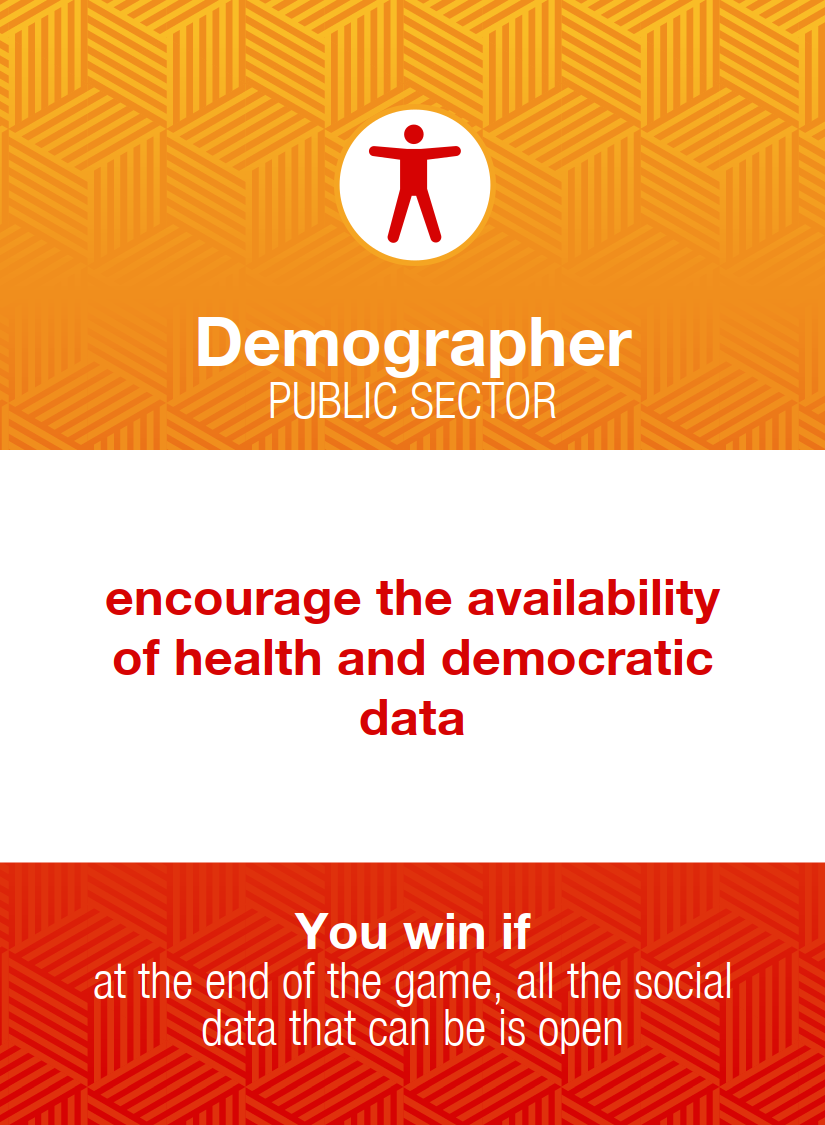 Demographer
PUBLIC SECTOR
encourage the availability
of health and democratic
data
You win if
at the end of the game, all the social
data that can be is open